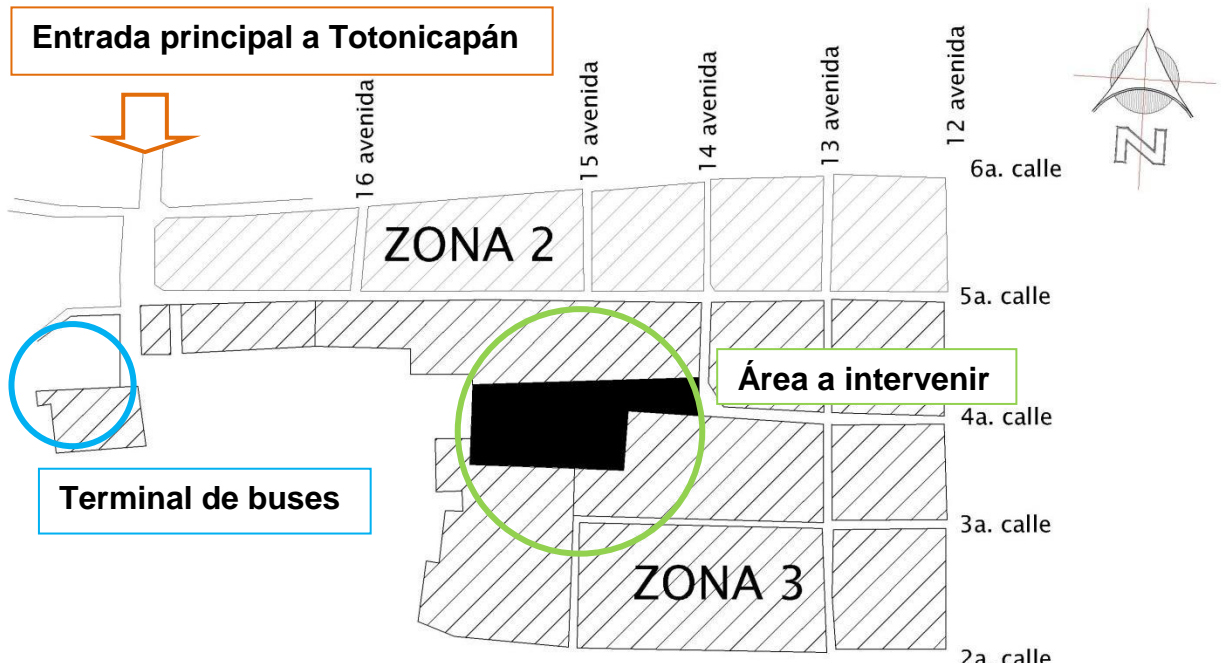 Entrada principal a Totonicapán
16 avenida
15 avenida
14 avenida
13 avenida
12 avenida
N
6a. calle
ZONA 2
5a. calle
Área a intervenir
4a. calle
Terminal de buses
3a. calle
ZONA 3
2a. calle